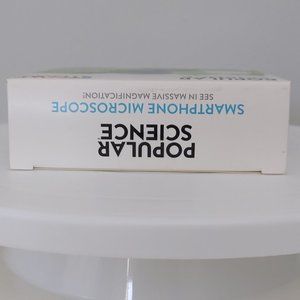 POPULAR
SCIENCE
SMARTPHONE MICROSCOPE
SEE IN MASSIVE MAGNIFICATION!